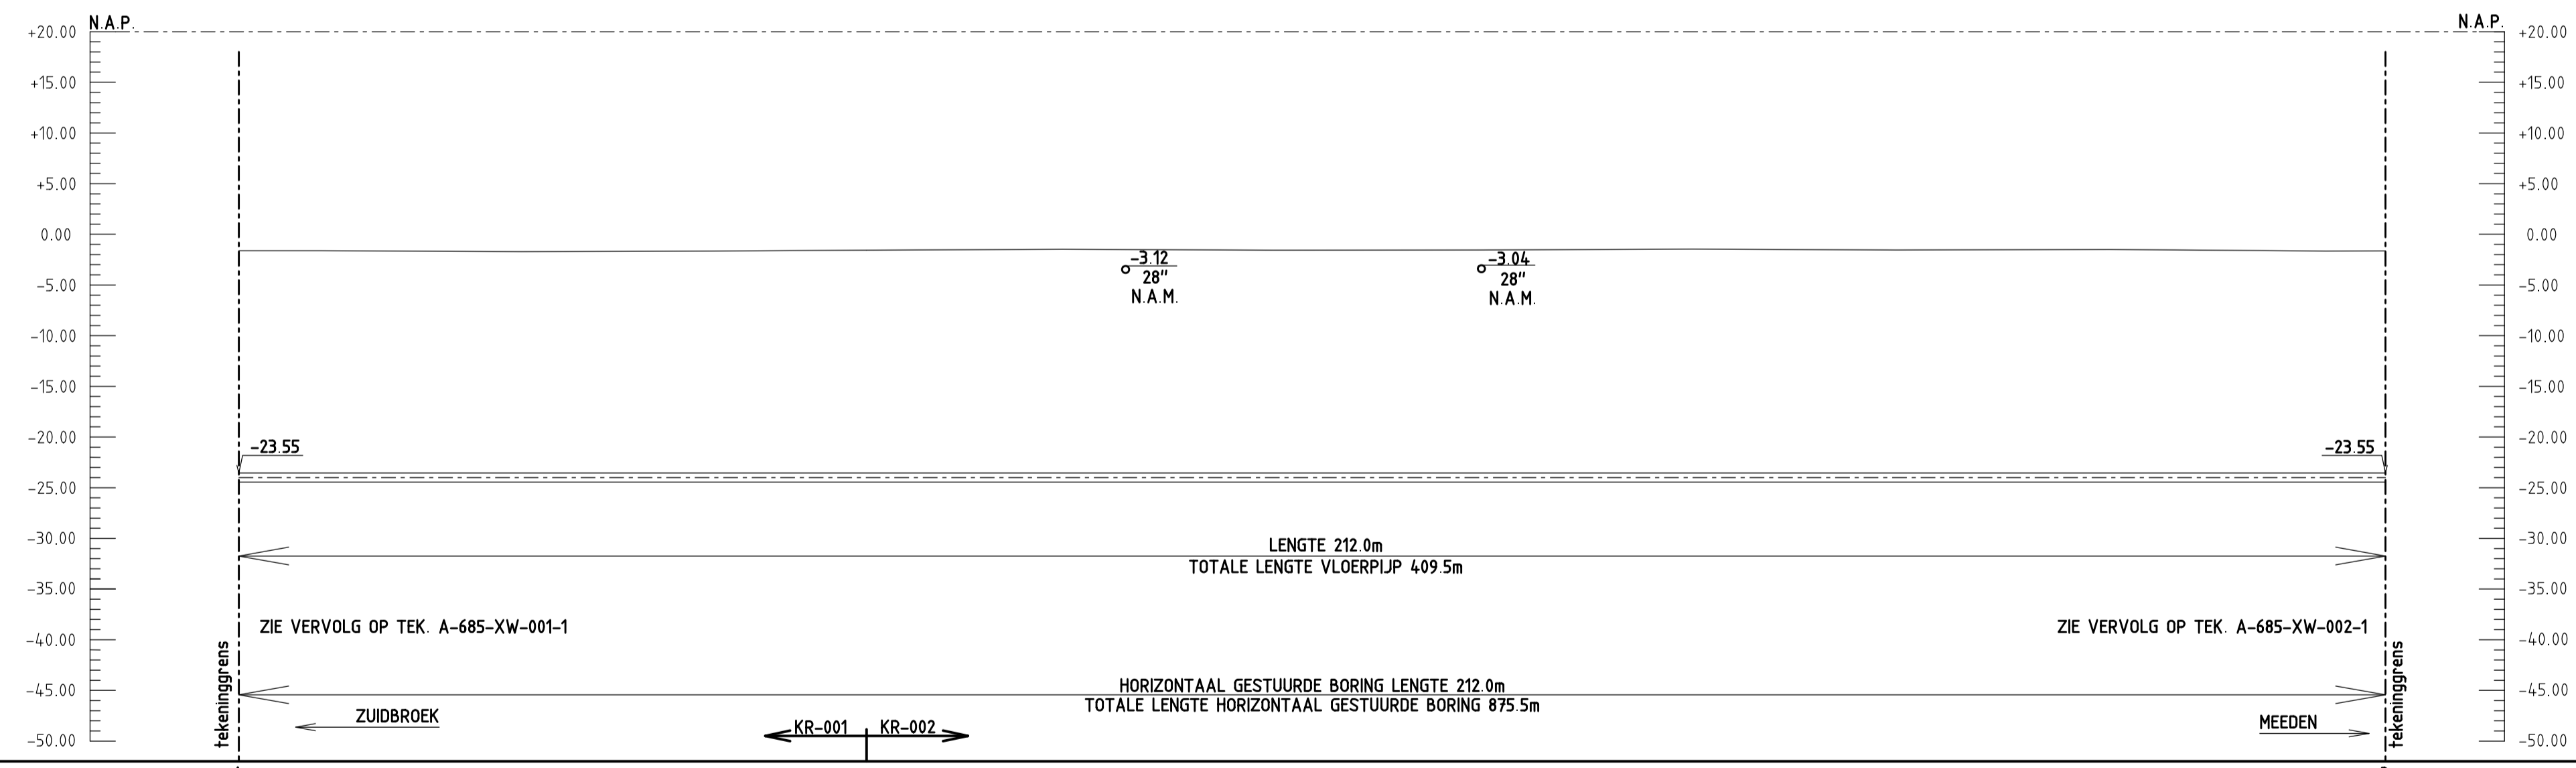 N.A.P.
N.A.P.
+20.00
+20.00
+15.00
+15.00
+10.00
+10.00
+5.00
+5.00
0.00
0.00
-3.12
28"
N.A.M.
-3.04
28"
N.A.M.
-5.00
-5.00
-10.00
-10.00
-15.00
-15.00
-20.00
-20.00
-23.55
-23.55
-25.00
-25.00
-30.00
-30.00
LENGTE 212.0m
TOTALE LENGTE VLOERPIJP 409.5m
-35.00
-35.00
ZIE VERVOLG OP TEK. A-685-XW-001-1
ZIE VERVOLG OP TEK. A-685-XW-002-1
-40.00
-40.00
tekeninggrens
tekeninggrens
HORIZONTAAL GESTUURDE BORING LENGTE 212.0m
TOTALE LENGTE HORIZONTAAL GESTUURDE BORING 875.5m
-45.00
-45.00
ZUIDBROEK
KR-001
KR-002
MEEDEN
-50.00
-50.00